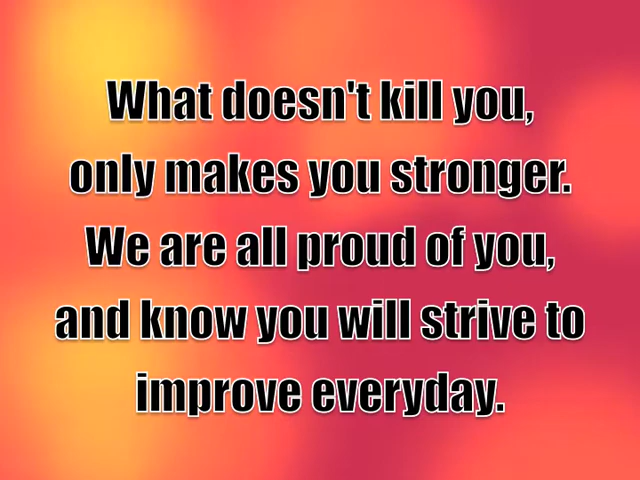 What doesn't kill you,
only makes you stronger.
We are all proud of you,
and know you will strive to
improve everyday.